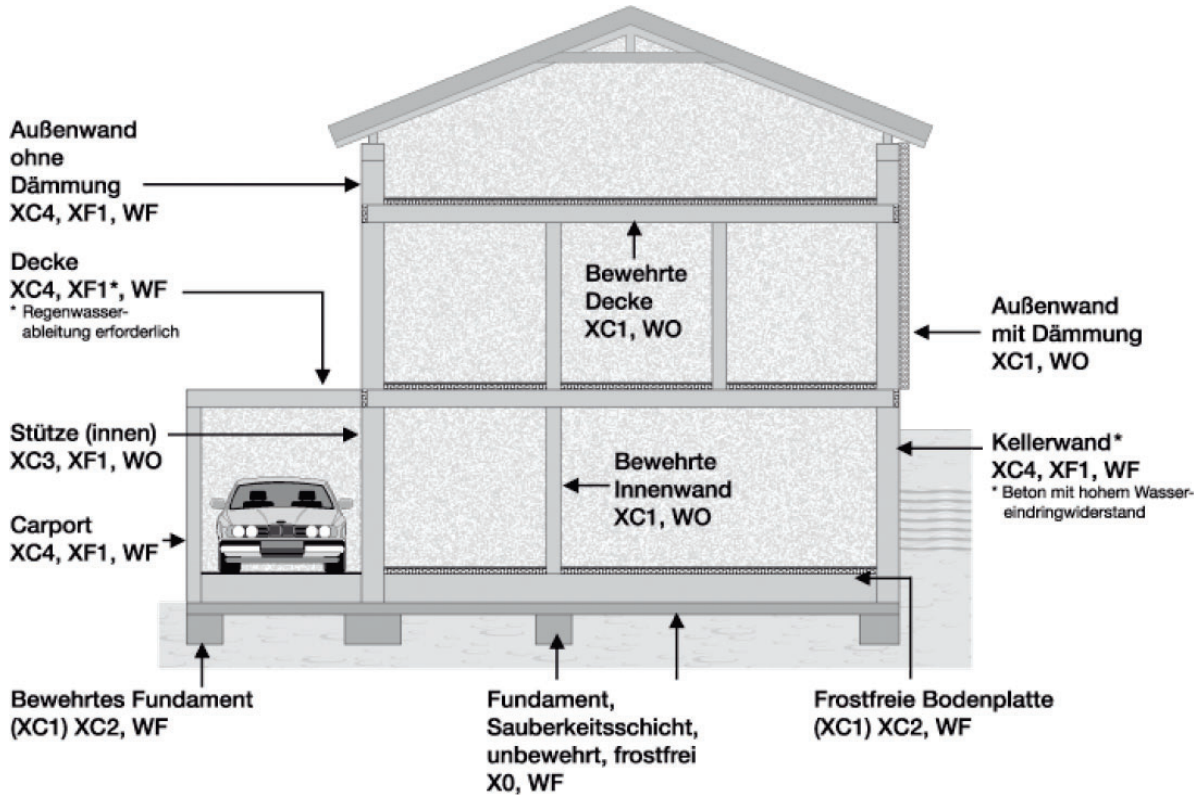 Außenwand
ohne
Dämmung
XC4, XF1, WF
Decke
XC4, XF1*, WF
* Regenwasser-
ableitung erforderlich
Stütze (innen)
XC3, XF1, WO
Carport
XC4, XF1, WF
Bewehrte
Decke
XC1, WO
Bewehrte
Innenwand
XC1, WO
Außenwand
mit Dämmung
XC1, WO
Kellerwand*
XC4, XF1, WF
* Beton mit hohem Wasser-
eindringwiderstand
Bewehrtes Fundament
(XC1) XC2, WF
Fundament,
Sauberkeitsschicht,
unbewehrt, frostfrei
X0, WF
Frostfreie Bodenplatte
(XC1) XC2, WF